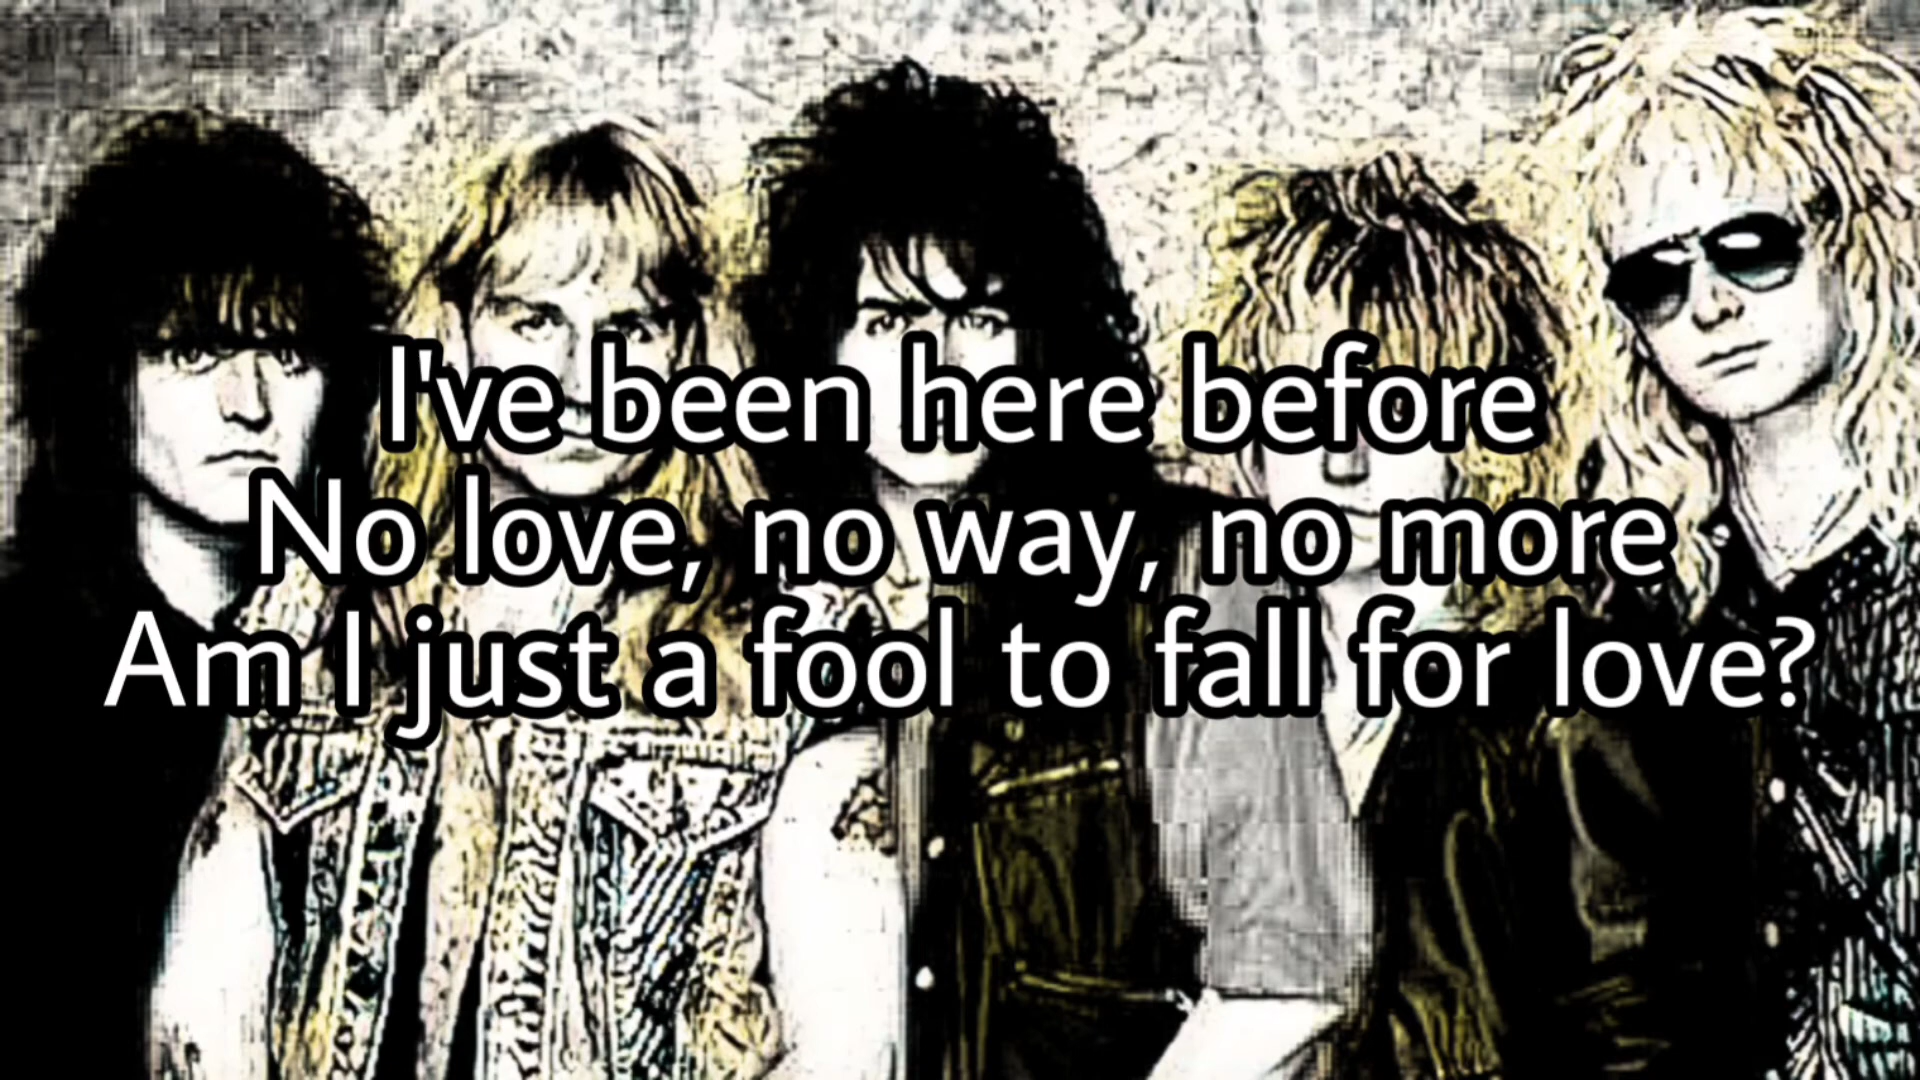 I've been here before
No love, no way, no more
Am I just a fool to fall for love?